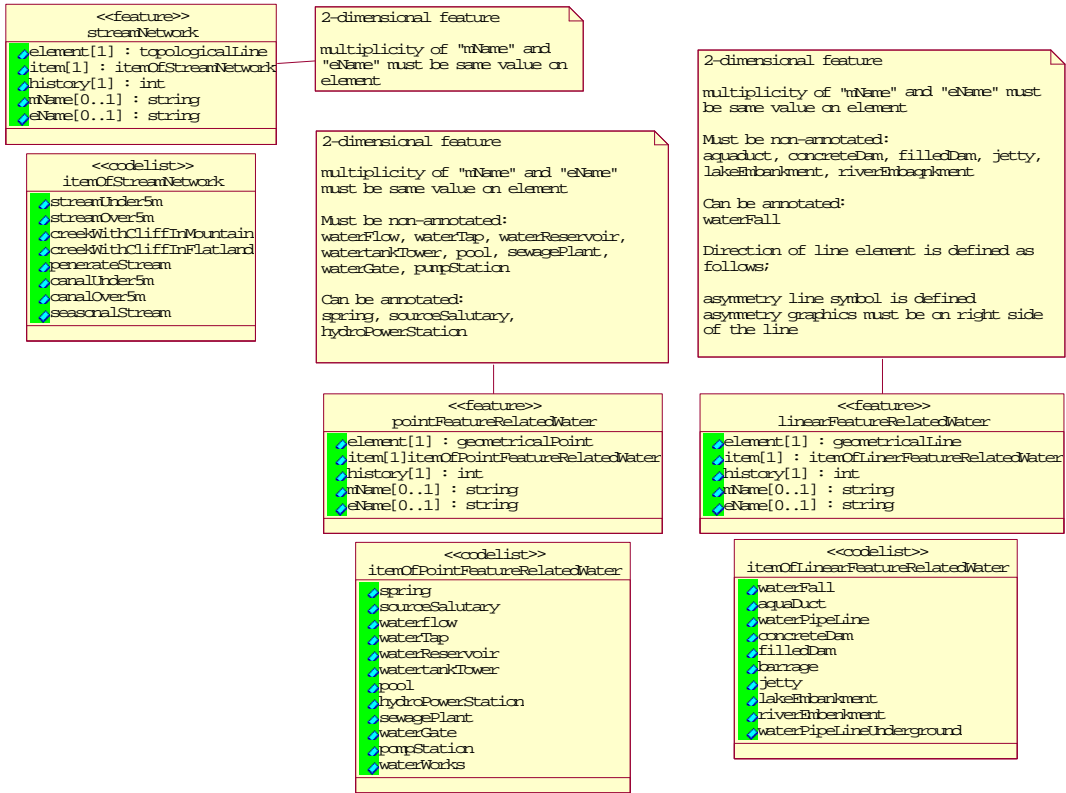 <<feature>>
streamNetwork
element[1] : topologicalLine
item[1] : itemOfStreamNetwork
history[1] : int
mName[0..1] : string
eName[0..1] : string
<<codelist>>
itemOfStreamNetwork
streamUnder5m
streamOver5m
creekWithCliffInMountain
creekWithCliffInFlatland
penerateStream
canalUnder5m
canalOver5m
seasonalStream
2-dimensional feature
multiplicity of "mName" and
"eName" must be same value on
element
2-dimensional feature
multiplicity of "mName" and "eName"
must be same value on element
Must be non-annotated:
waterFlow, waterTap, waterReservoir,
watertankTower, pool, sewagePlant,
waterGate, pumpStation
Can be annotated:
spring, sourceSalutary,
hydroPowerStation
<<feature>>
pointFeatureRelatedWater
element[1] : geometricalPoint
item[1]itemOfPointFeatureRelatedWater
history[1] : int
mName[0..1] : string
eName[0..1] : string
<<codelist>>
itemOfPointFeatureRelatedWater
spring
sourceSalutary
waterflow
waterTap
waterReservoir
watertankTower
pool
hydroPowerStation
sewagePlant
waterGate
pompStation
waterWorks
2-dimensional feature
multiplicity of "mName" and "eName" must
be same value on element
Must be non-annotated:
aquaduct, concreteDam, filledDam, jetty,
lakeEmbankment, riverEmbaqnkment
Can be annotated:
waterFall
Direction of line element is defined as
follows;
asymmetry line symbol is defined
asymmetry graphics must be on right side
of the line
<<feature>>
linearFeatureRelatedWater
element[1] : geometricalLine
item[1] : itemOfLinerFeatureRelatedWater
history[1] : int
mName[0..1] : string
eName[0..1] : string
<<codelist>>
itemOfLinearFeatureRelatedWater
waterFall
aquaDuct
waterPipeLine
concreteDam
filledDam
barrage
jetty
lakeEmbankment
riverEmbenkment
waterPipeLineUnderground